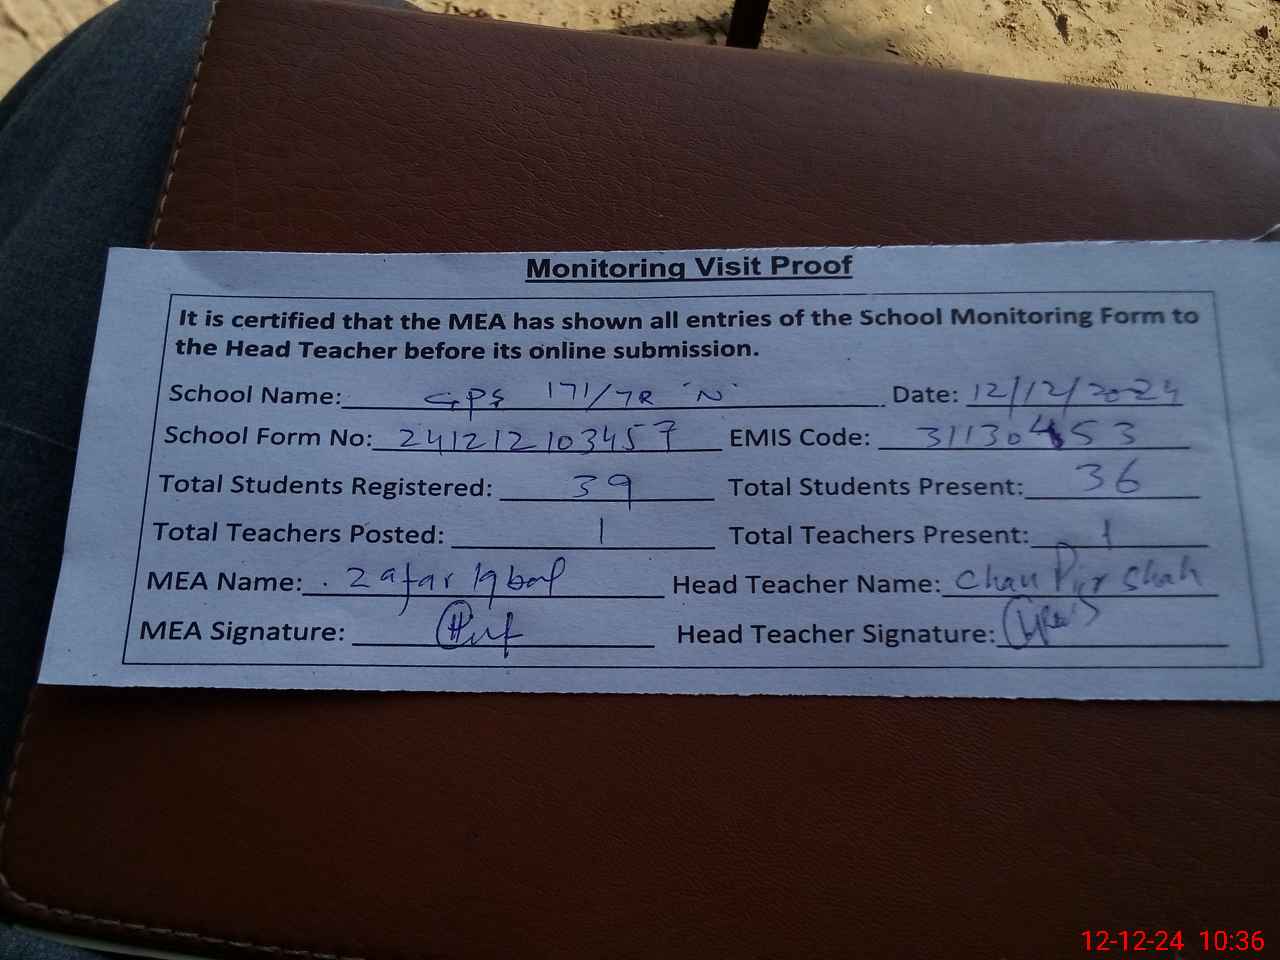 Monitoring Visit Proof
It is certified that the MEA has shown all entries of the School Monitoring Form to
the Head Teacher before its online submission.
School Name: GPS 171/7R 'N' Date: 12/12/2024
School Form No: 241212103457 EMIS Code: 31130453
Total Students Registered: 39 Total Students Present: 36
Total Teachers Posted: 1 Total Teachers Present: 1
MEA Name: Zafar Iqbal Head Teacher Name: Chan Pir Shah
MEA Signature: Head Teacher Signature:
12-12-24 10:36